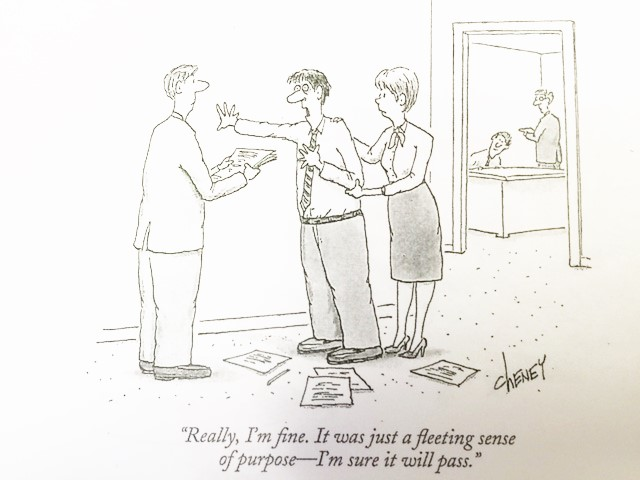 CHENEY
“Really, I'm fine. It was just a fleeting sense
of purpose—I'm sure it will pass.”